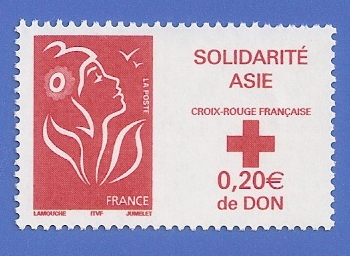 LA POSTE
FRANCE
LAMOUCHE ITVF JUMELET
SOLIDARITÉ
ASIE
CROIX-ROUGE FRANÇAISE
0,20€
de DON